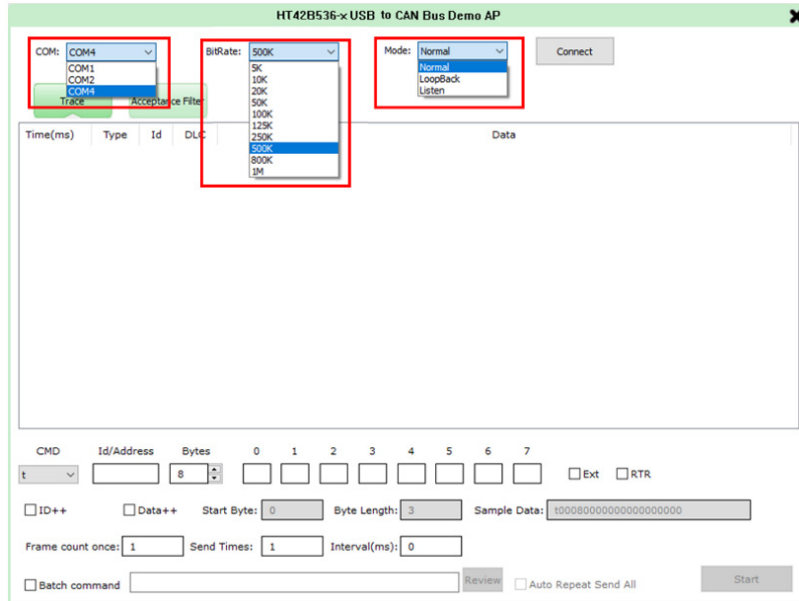 HT42B536-x USB to CAN Bus Demo AP
COM: COM4
COM1
COM2
COM4
BitRate: 500K
5K
10K
20K
50K
100K
125K
250K
500K
800K
1M
Mode: Normal
Normal
LoopBack
Listen
Connect
Trace
Acceptance Filter
Time(ms) Type Id DLC Data
CMD Id/Address Bytes 0 1 2 3 4 5 6 7
t 8 Ext RTR
ID++ Data++ Start Byte: 0 Byte Length: 3 Sample Data: t00080000000000000000
Frame count once: 1 Send Times: 1 Interval(ms): 0
Batch command Review Auto Repeat Send All Start